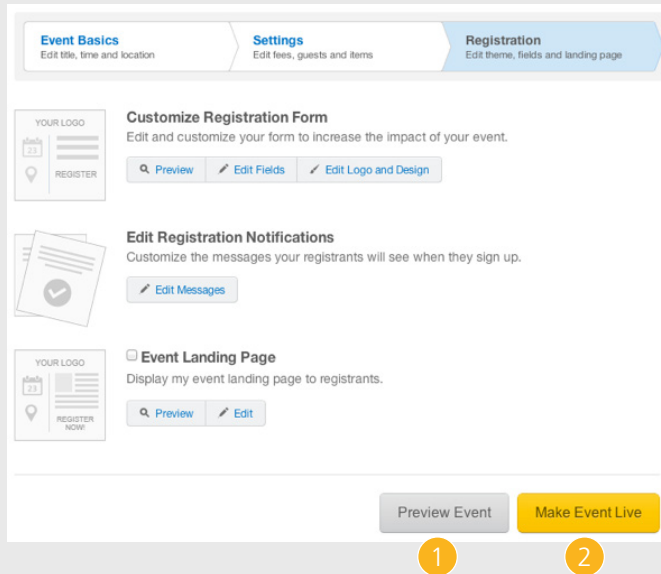 Event Basics
Edit title, time and location
Settings
Edit fees, guests and items
Registration
Edit theme, fields and landing page
YOUR LOGO
23
REGISTER
Customize Registration Form
Edit and customize your form to increase the impact of your event.
Preview Edit Fields Edit Logo and Design
Edit Registration Notifications
Customize the messages your registrants will see when they sign up.
Edit Messages
YOUR LOGO
23
REGISTER
NOW!
Event Landing Page
Display my event landing page to registrants.
Preview Edit
Preview Event Make Event Live
1 2